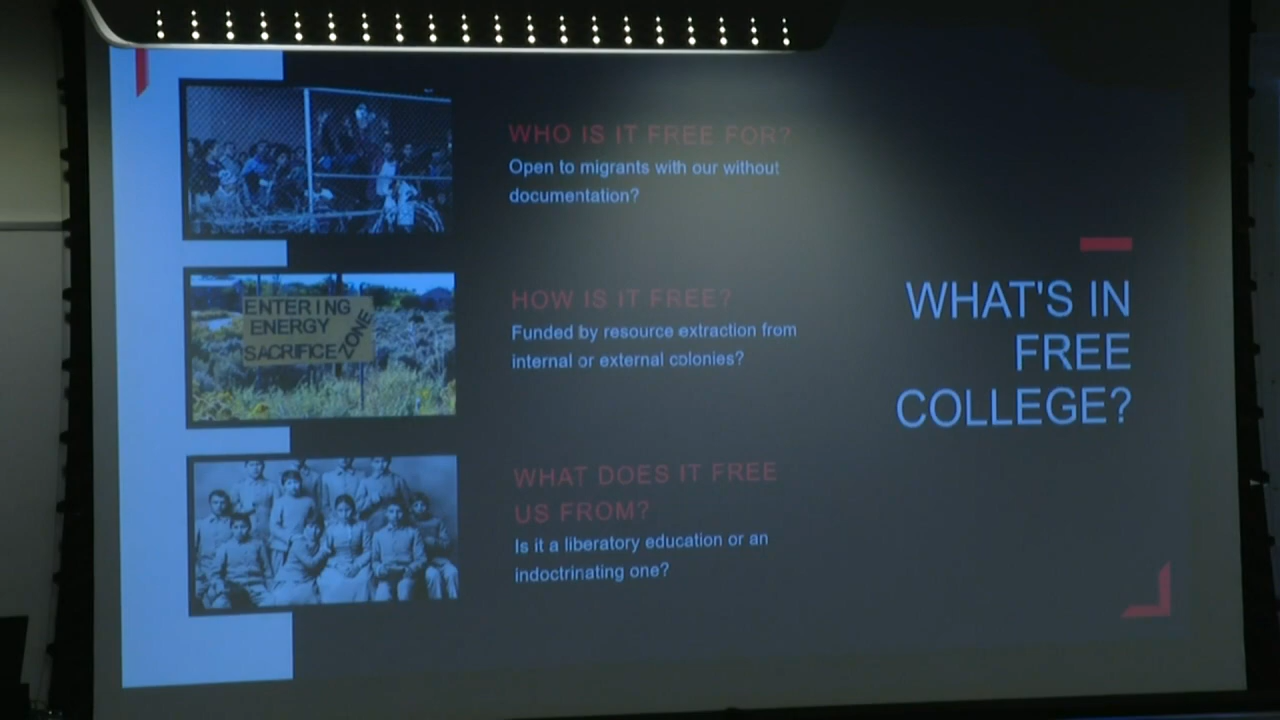 WHO IS IT FREE FOR?
Open to migrants with our without
documentation?
ENTERING
ENERGY
SACRIFICE ZONE
HOW IS IT FREE?
Funded by resource extraction from
internal or external colonies?
WHAT DOES IT FREE
US FROM?
Is it a liberatory education or an
indoctrinating one?
WHAT'S IN
FREE
COLLEGE?